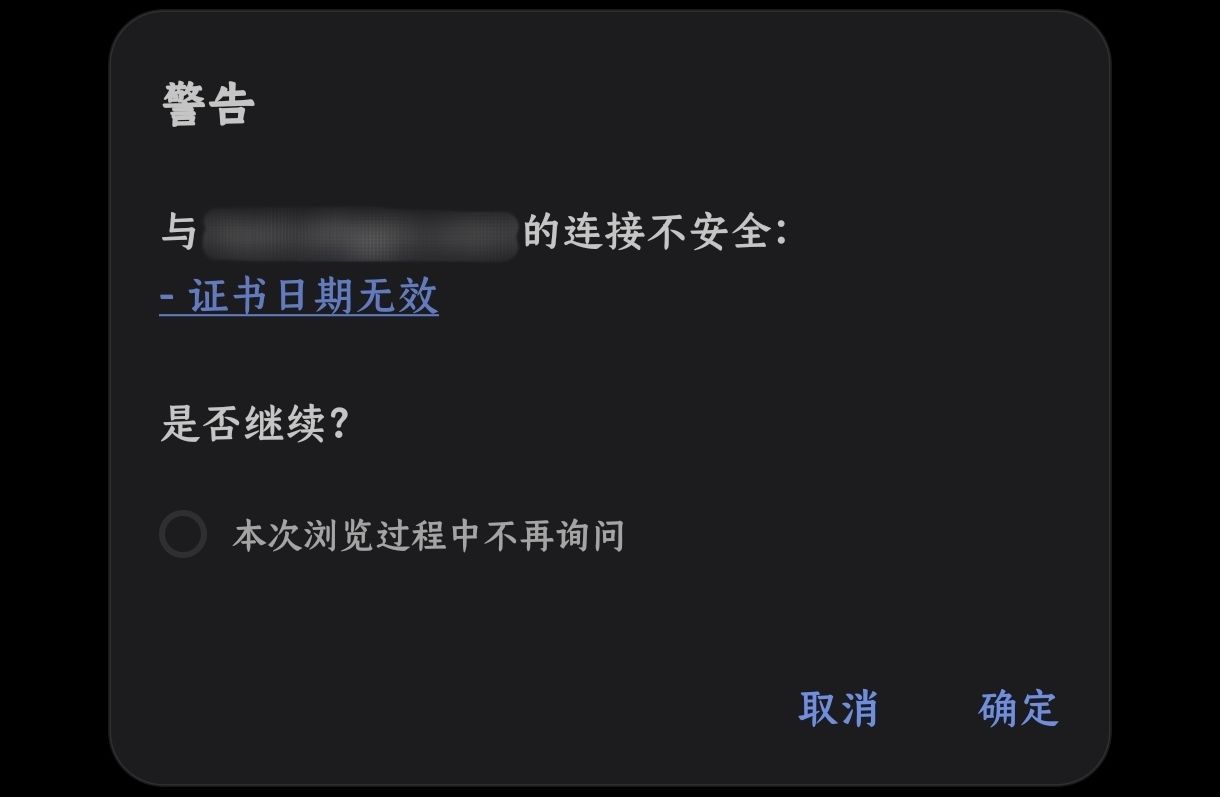 警告
与 的连接不安全:
- 证书日期无效
是否继续?
本次浏览过程中不再询问
取消 确定